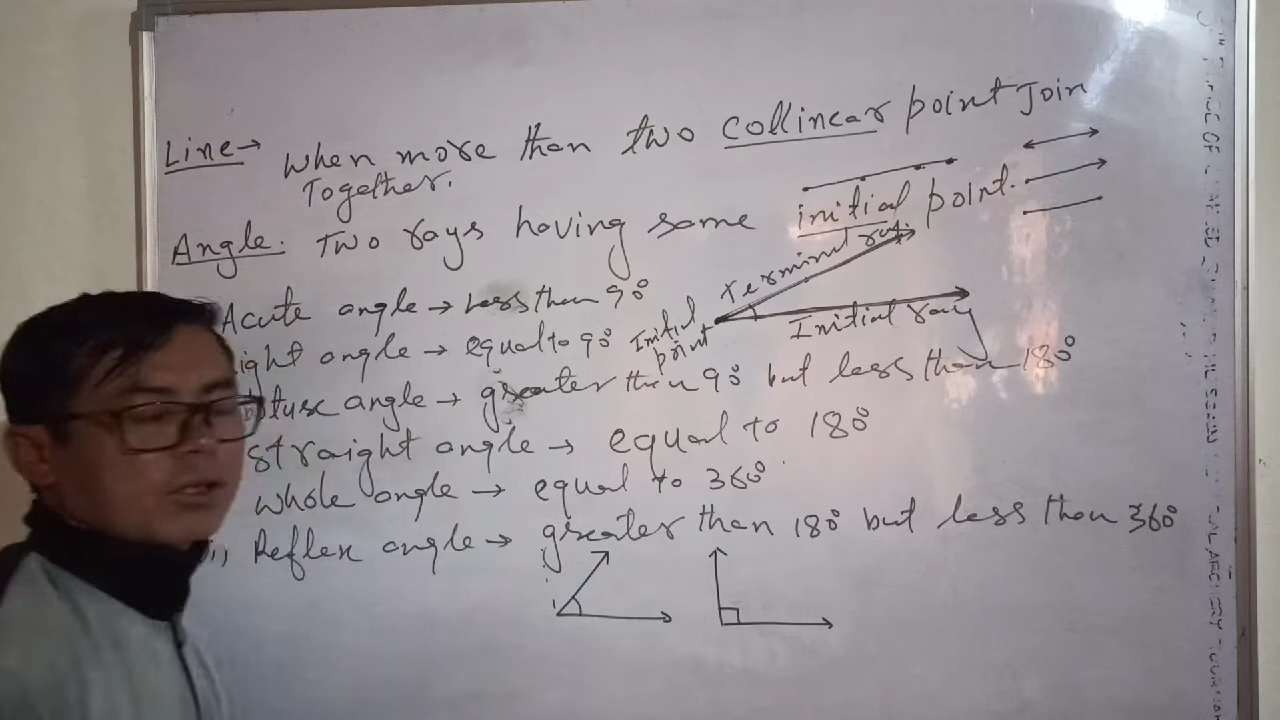 Line→ When more than two collinear point Join
Together.
Angle. Two rays having some initial point.
Terminal ray.
Acute angle → Less than 90°
Initial
point
Initial ray
ight angle → equal to 90°
btuse angle → greater than 90° but less than 180°
straight angle → equal to 180°
Whole angle → equal to 360°
Reflex angle → greater than 180° but less than 360°